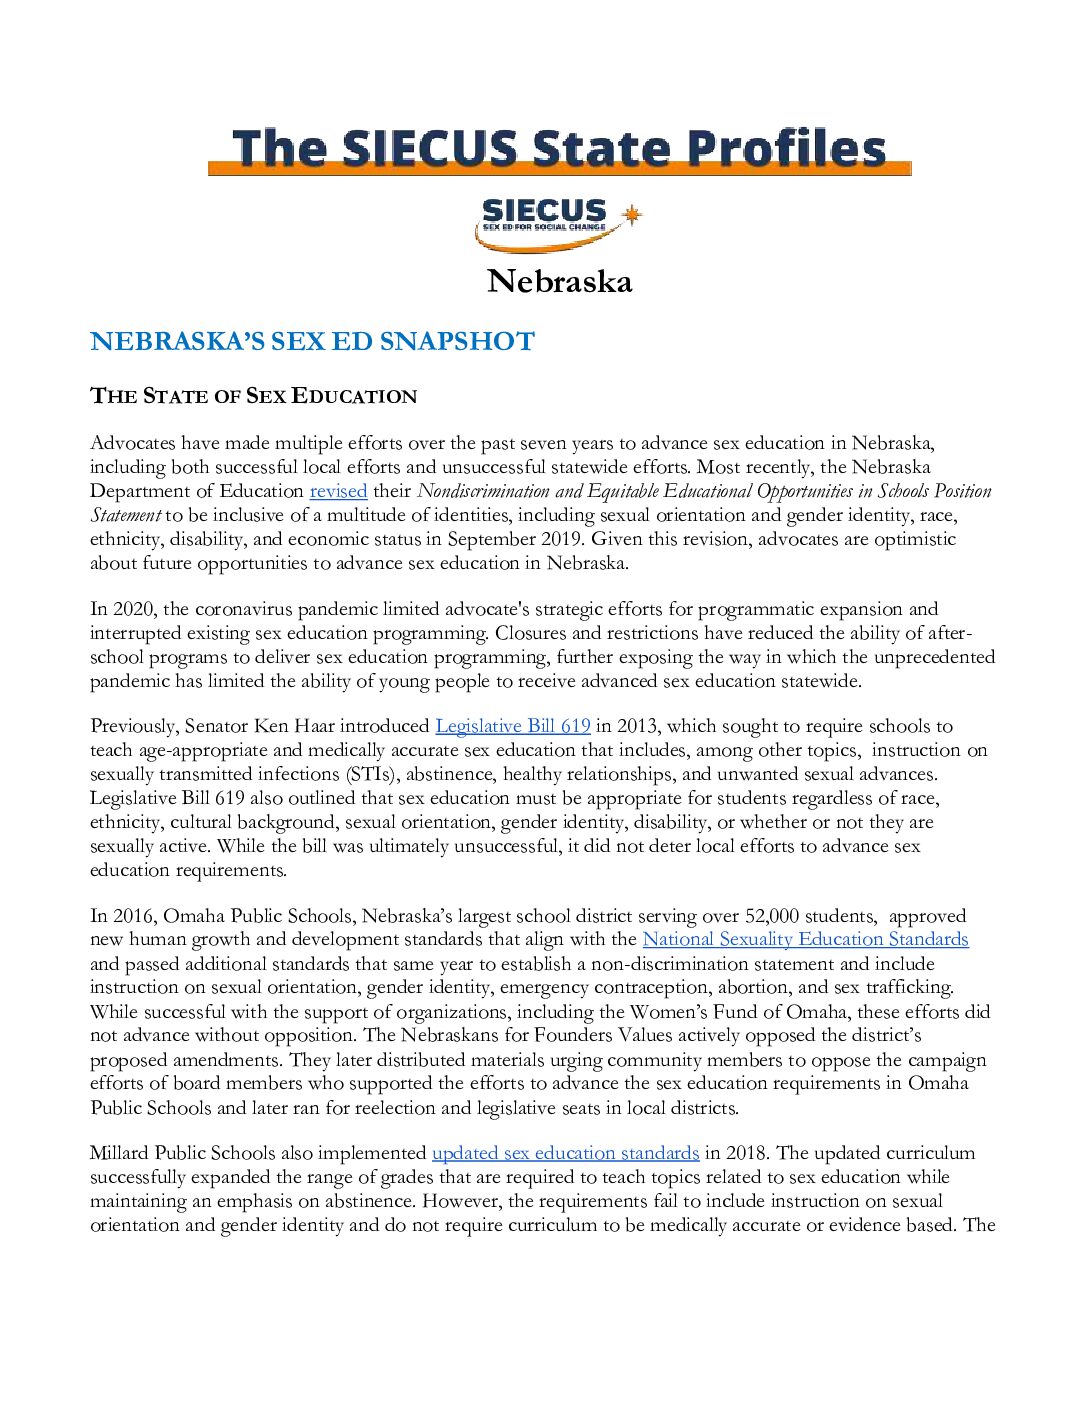 The SIECUS State Profiles
SIECUS
SEX ED FOR SOCIAL CHANGE
Nebraska
NEBRASKA'S SEX ED SNAPSHOT
THE STATE OF SEX EDUCATION
Advocates have made multiple efforts over the past seven years to advance sex education in Nebraska,
including both successful local efforts and unsuccessful statewide efforts. Most recently, the Nebraska
Department of Education revised their Nondiscrimination and Equitable Educational Opportunities in Schools Position
Statement to be inclusive of a multitude of identities, including sexual orientation and gender identity, race,
ethnicity, disability, and economic status in September 2019. Given this revision, advocates are optimistic
about future opportunities to advance sex education in Nebraska.
In 2020, the coronavirus pandemic limited advocate's strategic efforts for programmatic expansion and
interrupted existing sex education programming. Closures and restrictions have reduced the ability of after-
school programs to deliver sex education programming, further exposing the way in which the unprecedented
pandemic has limited the ability of young people to receive advanced sex education statewide.
Previously, Senator Ken Haar introduced Legislative Bill 619 in 2013, which sought to require schools to
teach age-appropriate and medically accurate sex education that includes, among other topics, instruction on
sexually transmitted infections (STIs), abstinence, healthy relationships, and unwanted sexual advances.
Legislative Bill 619 also outlined that sex education must be appropriate for students regardless of race,
ethnicity, cultural background, sexual orientation, gender identity, disability, or whether or not they are
sexually active. While the bill was ultimately unsuccessful, it did not deter local efforts to advance sex
education requirements.
In 2016, Omaha Public Schools, Nebraska's largest school district serving over 52,000 students, approved
new human growth and development standards that align with the National Sexuality Education Standards
and passed additional standards that same year to establish a non-discrimination statement and include
instruction on sexual orientation, gender identity, emergency contraception, abortion, and sex trafficking.
While successful with the support of organizations, including the Women's Fund of Omaha, these efforts did
not advance without opposition. The Nebraskans for Founders Values actively opposed the district's
proposed amendments. They later distributed materials urging community members to oppose the campaign
efforts of board members who supported the efforts to advance the sex education requirements in Omaha
Public Schools and later ran for reelection and legislative seats in local districts.
Millard Public Schools also implemented updated sex education standards in 2018. The updated curriculum
successfully expanded the range of grades that are required to teach topics related to sex education while
maintaining an emphasis on abstinence. However, the requirements fail to include instruction on sexual
orientation and gender identity and do not require curriculum to be medically accurate or evidence based. The